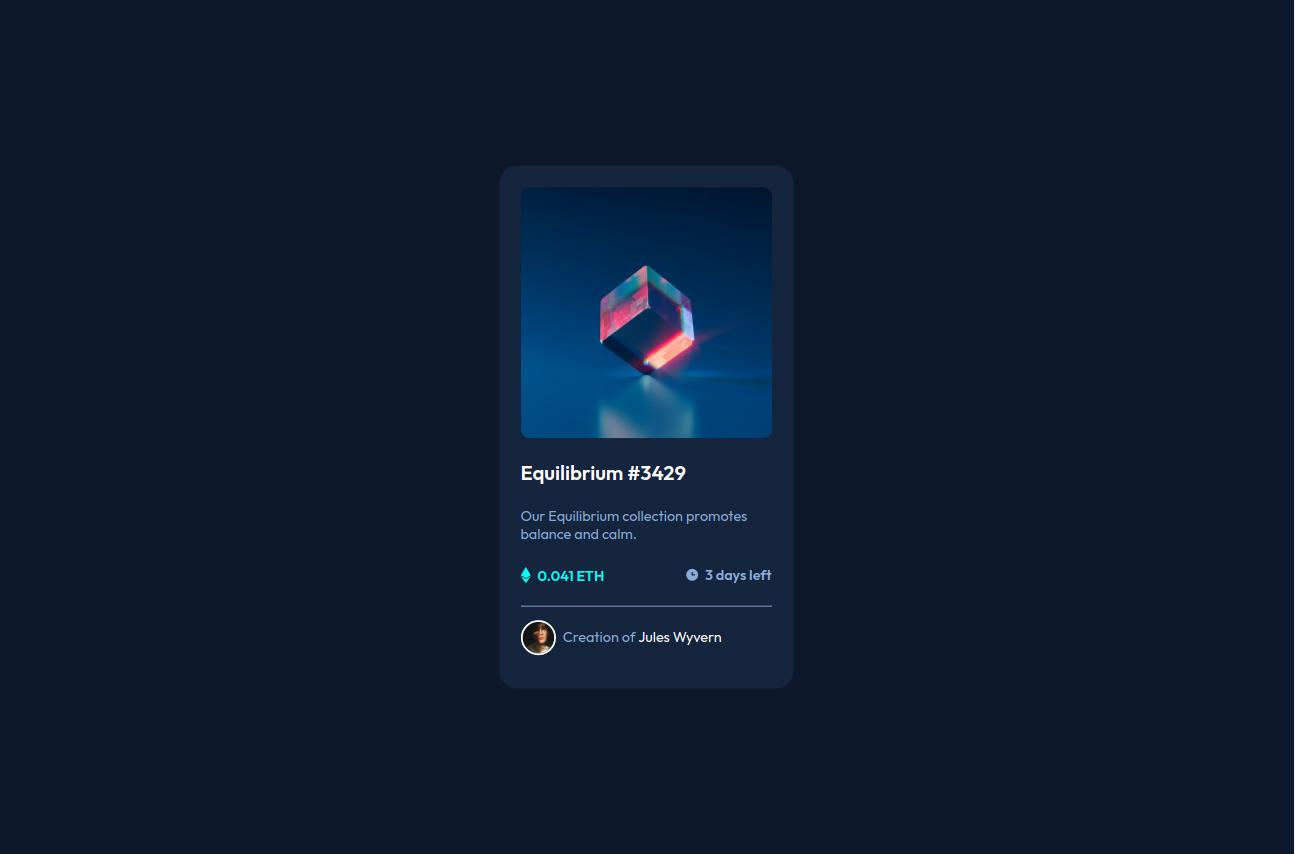 Equilibrium #3429
Our Equilibrium collection promotes
balance and calm.
0.041 ETH
3 days left
Creation of Jules Wyvern